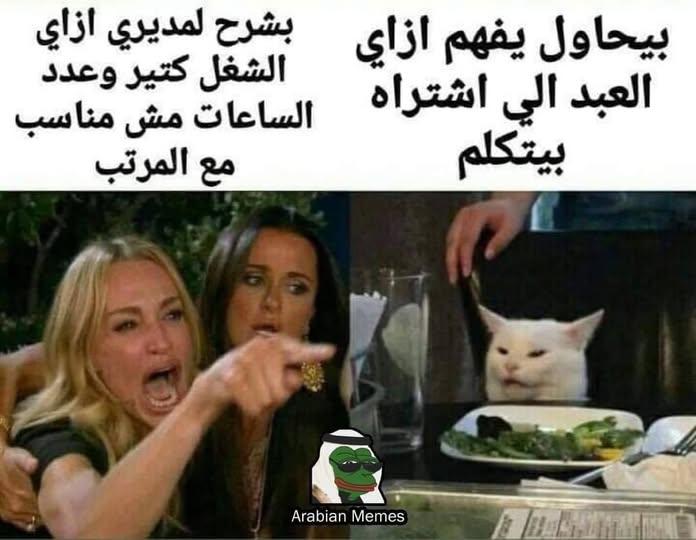 بشرح لمديري ازاي
الشغل كتير وعدد
الساعات مش مناسب
مع المرتب
بيحاول يفهم ازاي
العبد الي اشتراه
بيتكلم
Arabian Memes